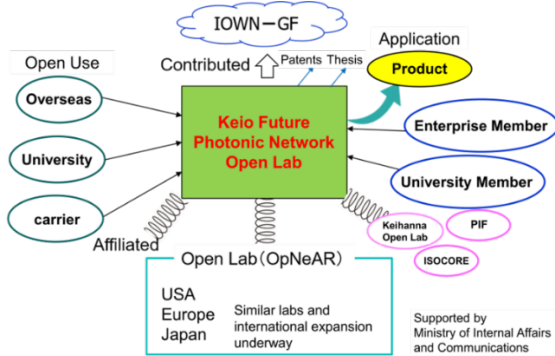 IOWN－GF
Contributed
Patents
Thesis
Application
Product
Open Use
Overseas
University
carrier
Keio Future
Photonic Network
Open Lab
Enterprise Member
University Member
Affiliated
Keihanna
Open Lab
PIF
ISOCORE
Open Lab(OpNeAR)
USA
Europe
Japan
Similar labs and
international expansion
underway
Supported by
Ministry of Internal Affairs
and Communications